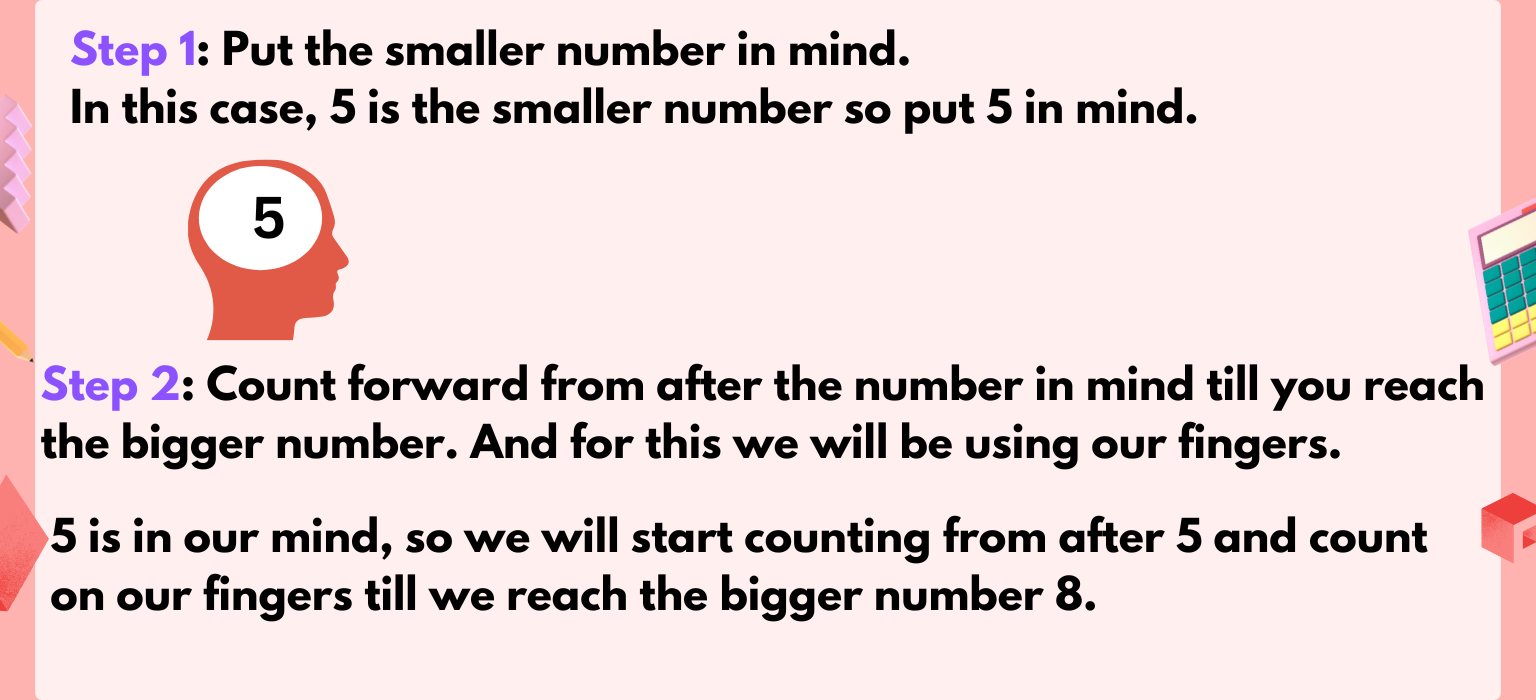 Step 1: Put the smaller number in mind.
In this case, 5 is the smaller number so put 5 in mind.
5
Step 2: Count forward from after the number in mind till you reach
the bigger number. And for this we will be using our fingers.
5 is in our mind, so we will start counting from after 5 and count
on our fingers till we reach the bigger number 8.